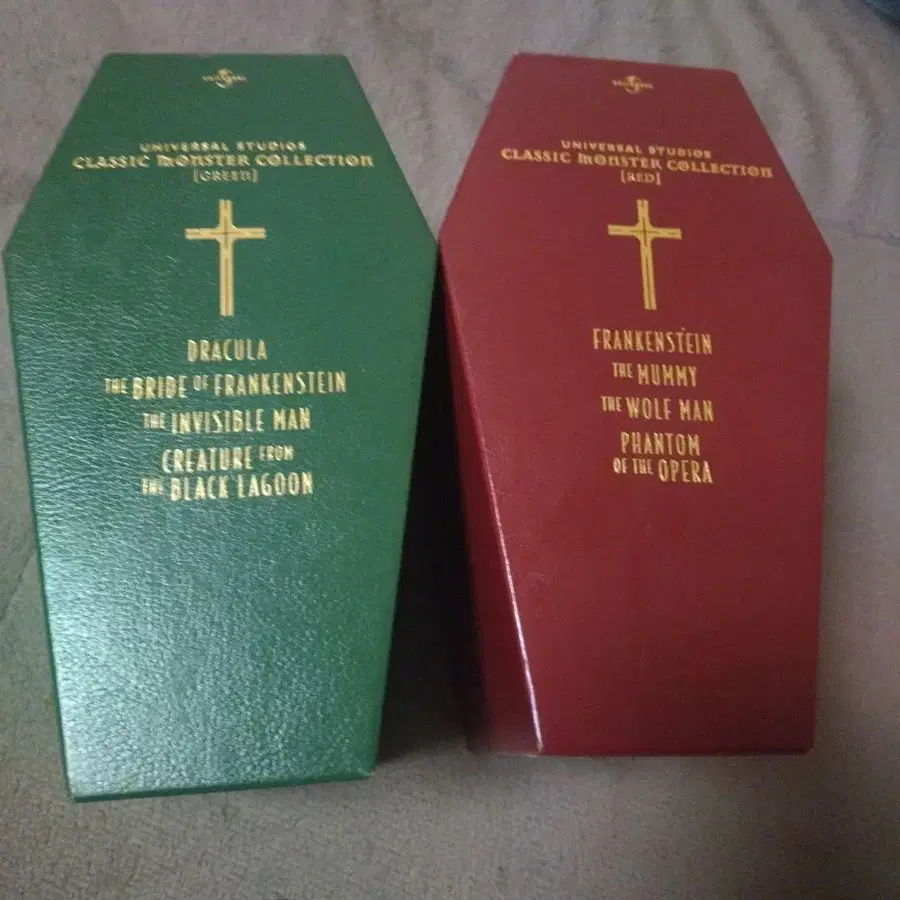 UNIVERSAL STUDIOS
CLASSIC MONSTER COLLECTION
[GREEN]
DRACULA
THE BRIDE OF FRANKENSTEIN
THE INVISIBLE MAN
CREATURE FROM
THE BLACK LAGOON
UNIVERSAL STUDIOS
CLASSIC MONSTER COLLECTION
[RED]
FRANKENSTEIN
THE MUMMY
THE WOLF MAN
PHANTOM
OF THE OPERA